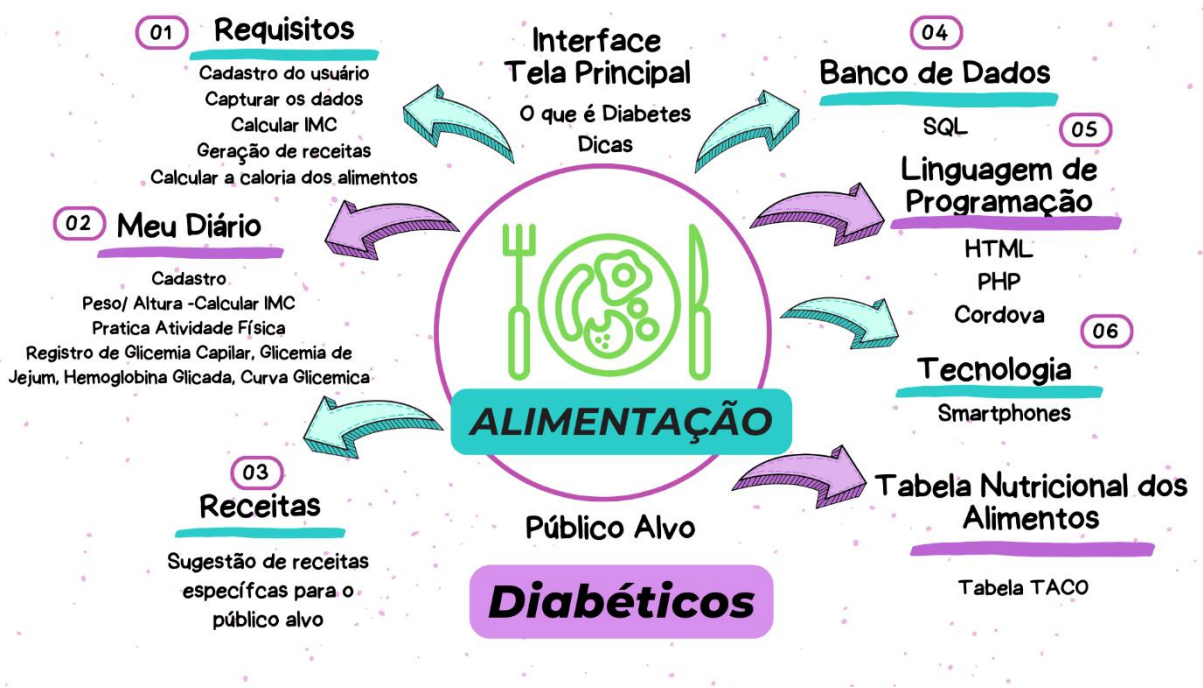 01
Requisitos
Cadastro do usuário
Capturar os dados
Calcular IMC
Geração de receitas
Calcular a caloria dos alimentos
02
Meu Diário
Cadastro
Peso/ Altura -Calcular IMC
Pratica Atividade Física
Registro de Glicemia Capilar, Glicemia de
Jejum, Hemoglobina Glicada, Curva Glicemica
03
Receitas
Sugestão de receitas
específcas para o
público alvo
Interface
Tela Principal
O que é Diabetes
Dicas
ALIMENTAÇÃO
Público Alvo
Diabéticos
04
Banco de Dados
SQL
05
Linguagem de
Programação
HTML
PHP
Cordova
06
Tecnologia
Smartphones
Tabela Nutricional dos
Alimentos
Tabela TACO